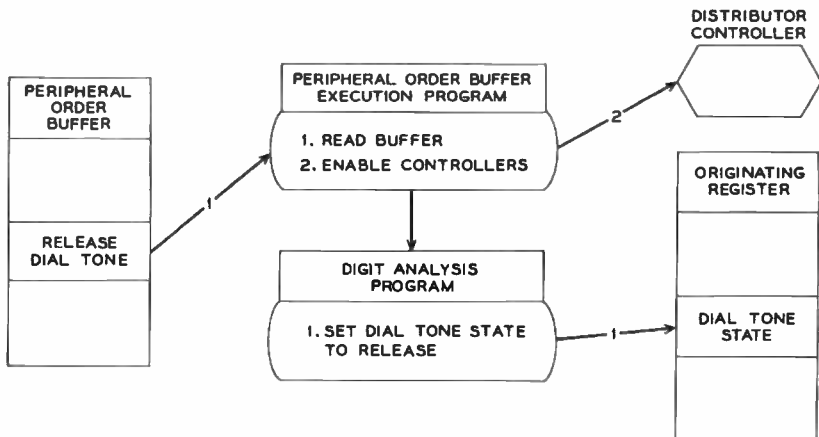 PERIPHERAL
ORDER
BUFFER
RELEASE
DIAL TONE
1
PERIPHERAL ORDER BUFFER
EXECUTION PROGRAM
1. READ BUFFER
2. ENABLE CONTROLLERS
2
DISTRIBUTOR
CONTROLLER
DIGIT ANALYSIS
PROGRAM
1. SET DIAL TONE STATE
TO RELEASE
1
ORIGINATING
REGISTER
DIAL TONE
STATE